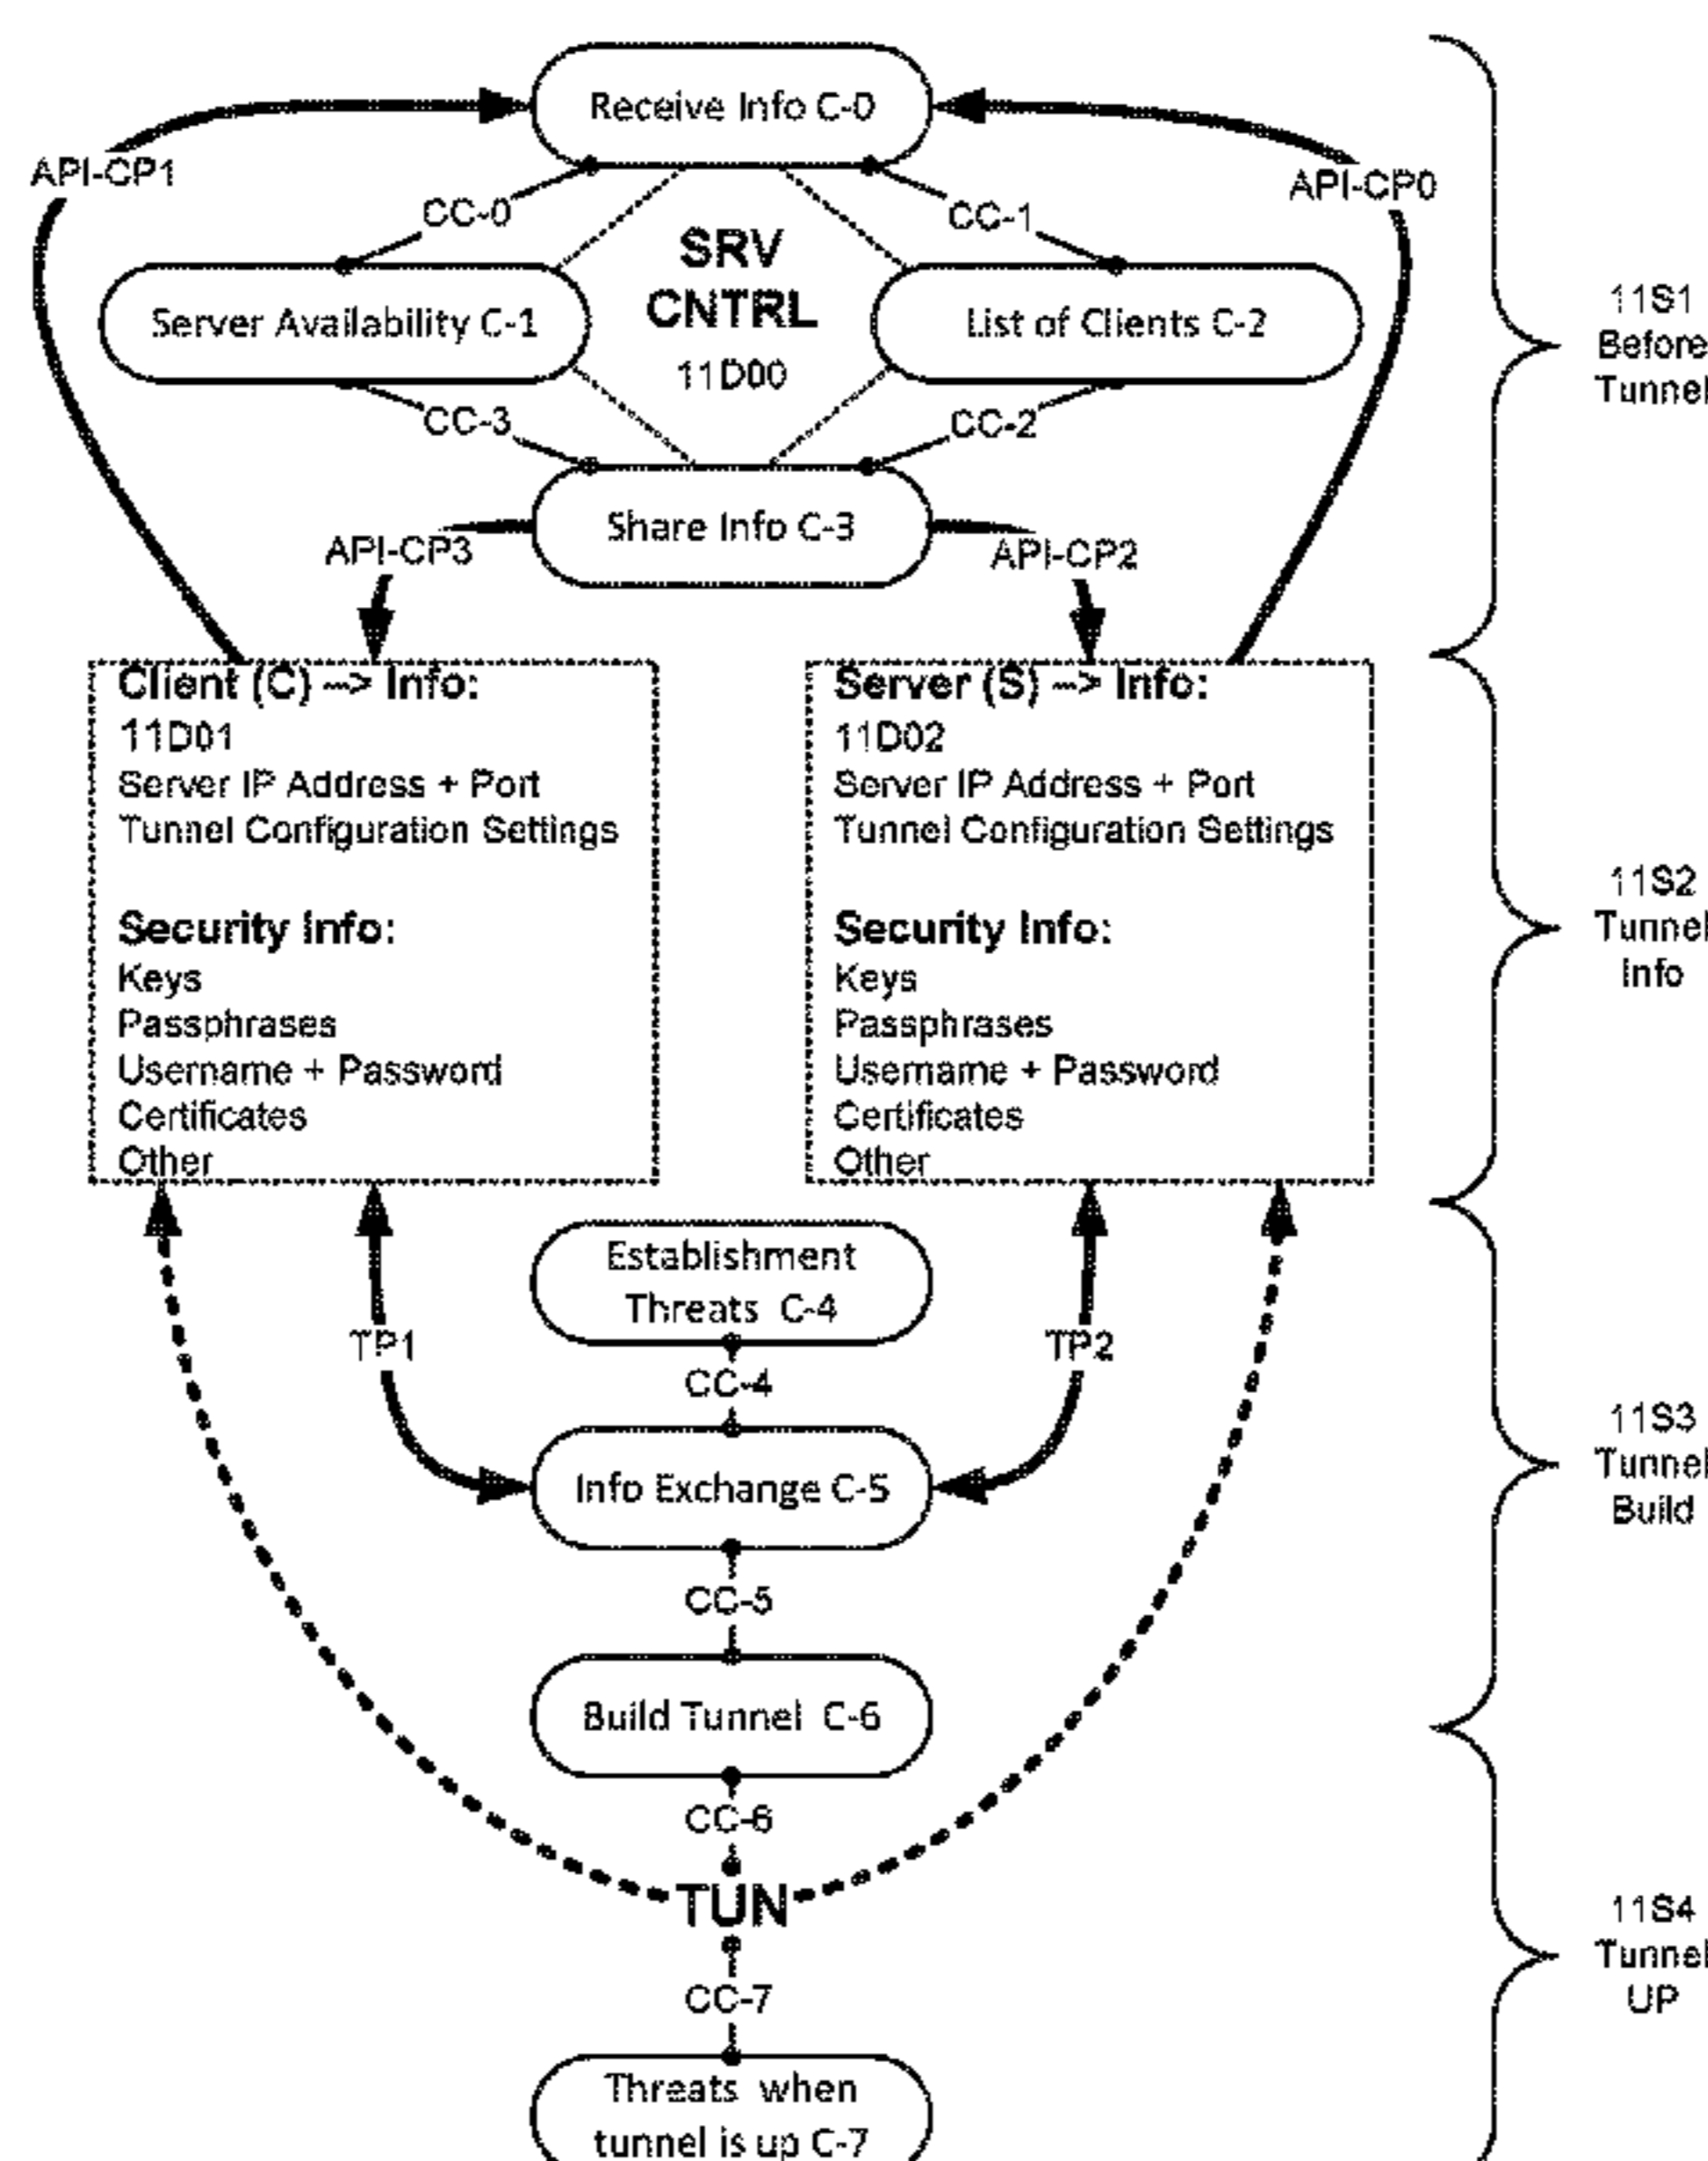 Receive Info C-0
API-CP1
API-CP0
CC-0
CC-1
SRV
CNTRL
11D00
Server Availability C-1
List of Clients C-2
11S1
Before
Tunnel
CC-3
CC-2
Share Info C-3
API-CP3
API-CP2
Client (C) --> Info:
11D01
Server IP Address + Port
Tunnel Configuration Settings
Security Info:
Keys
Passphrases
Username + Password
Certificates
Other
Server (S) --> Info:
11D02
Server IP Address + Port
Tunnel Configuration Settings
Security Info:
Keys
Passphrases
Username + Password
Certificates
Other
11S2
Tunnel
Info
Establishment
Threats C-4
TP1
TP2
CC-4
Info Exchange C-5
11S3
Tunnel
Build
CC-5
Build Tunnel C-6
CC-6
TUN
11S4
Tunnel
UP
CC-7
Threats when
tunnel is up C-7